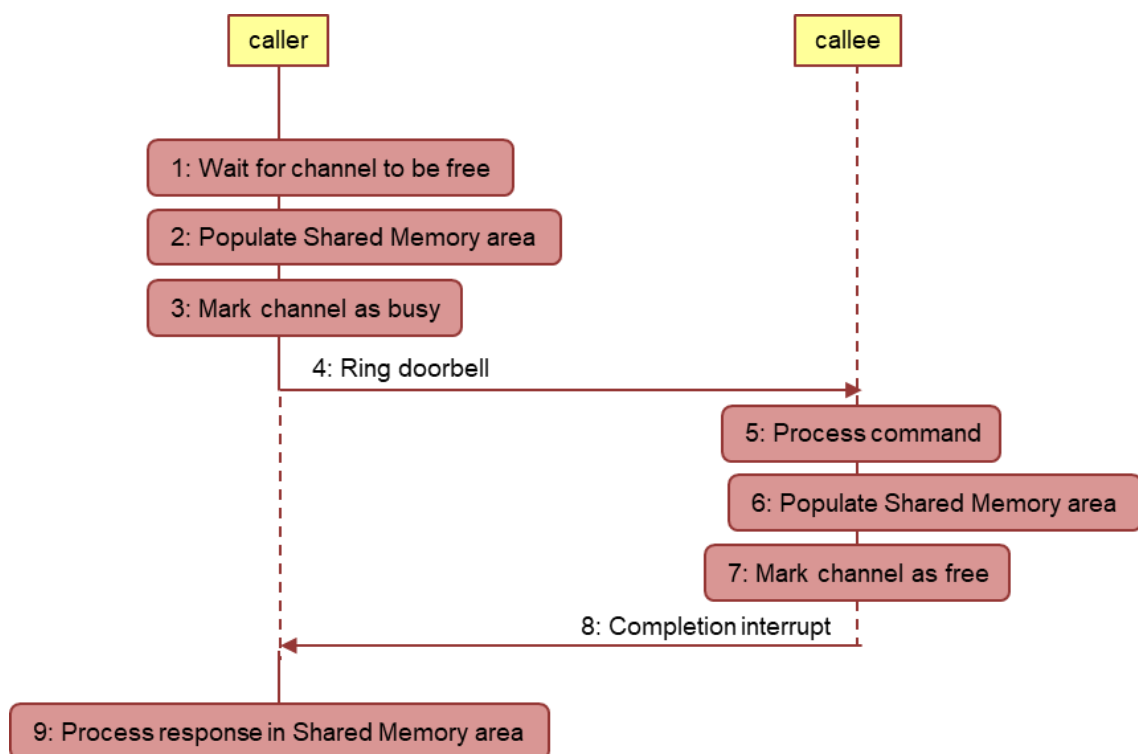 caller
callee
1: Wait for channel to be free
2: Populate Shared Memory area
3: Mark channel as busy
4: Ring doorbell
5: Process command
6: Populate Shared Memory area
7: Mark channel as free
8: Completion interrupt
9: Process response in Shared Memory area